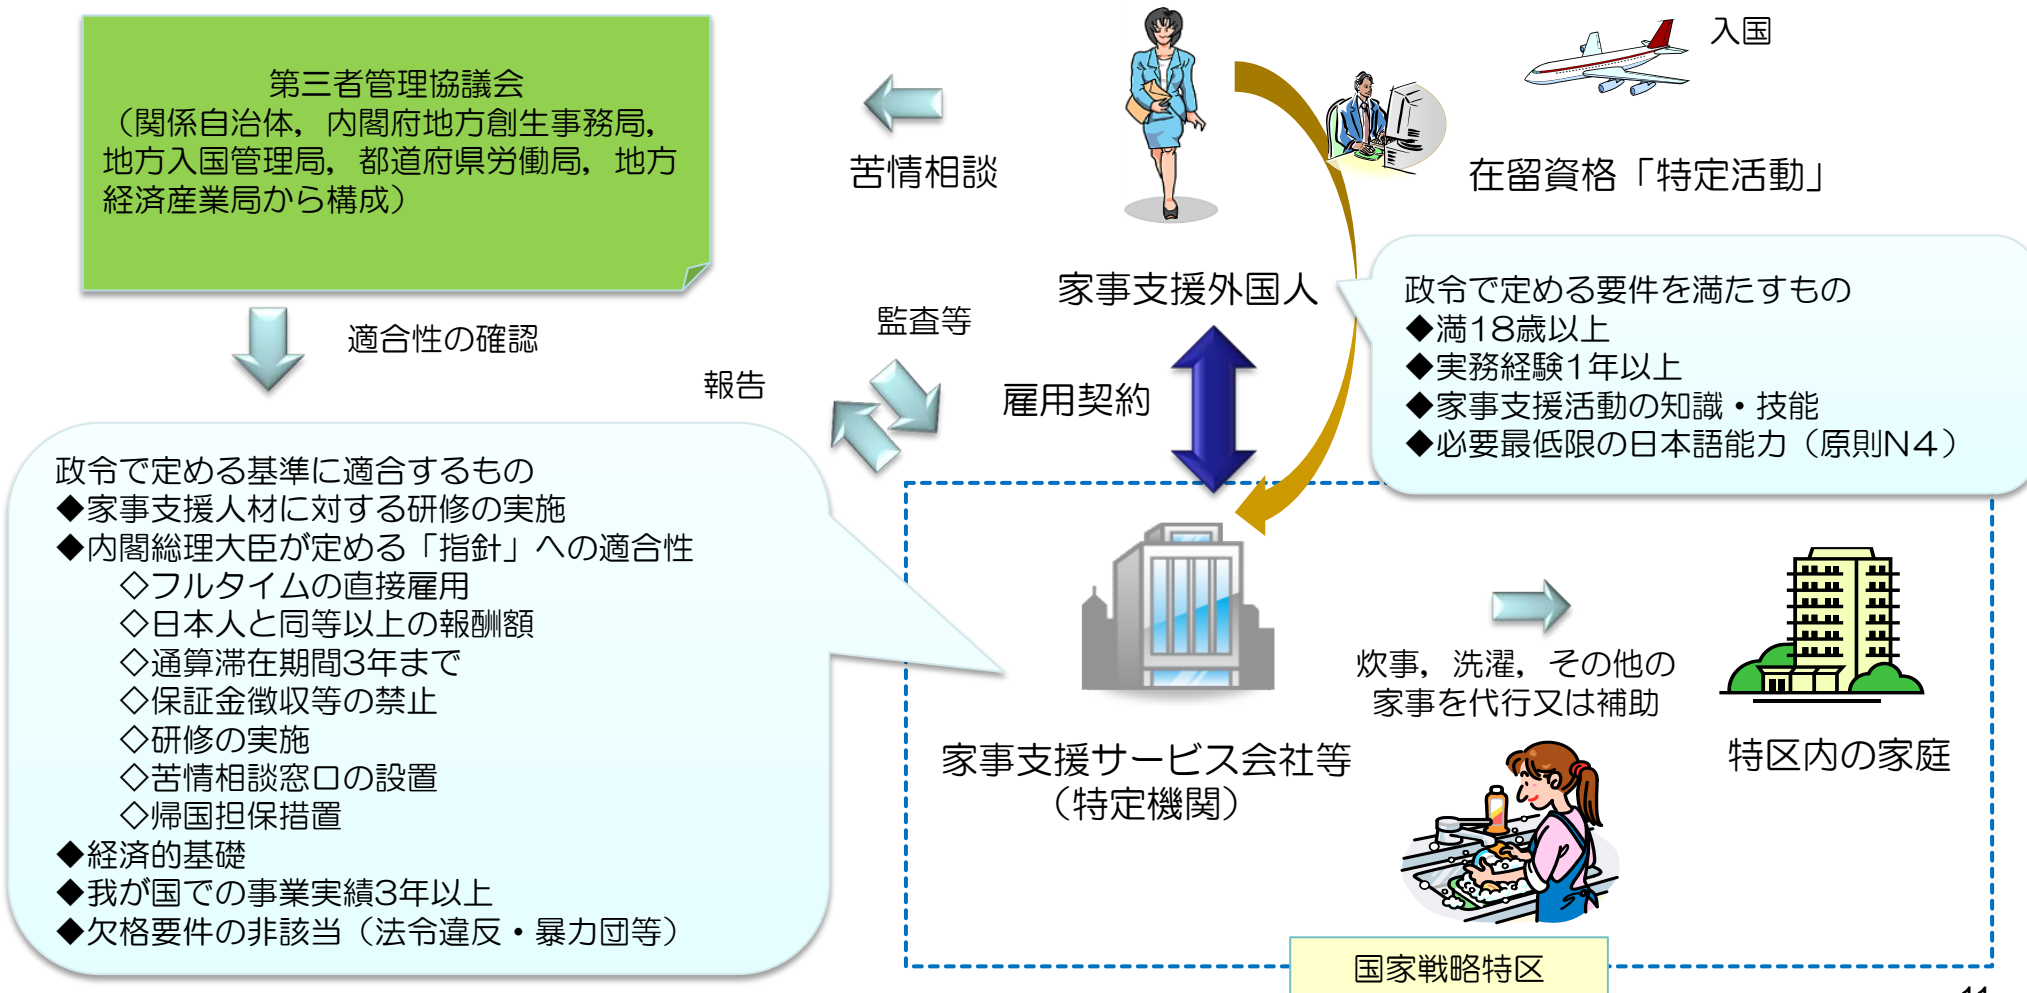 入国
第三者管理協議会
（関係自治体，内閣府地方創生事務局，
地方入国管理局，都道府県労働局，地方
経済産業局から構成）
苦情相談
在留資格「特定活動」
家事支援外国人
政令で定める要件を満たすもの
◆満18歳以上
◆実務経験1年以上
◆家事支援活動の知識・技能
◆必要最低限の日本語能力（原則N４）
適合性の確認
監査等
報告
雇用契約
政令で定める基準に適合するもの
◆家事支援人材に対する研修の実施
◆内閣総理大臣が定める「指針」への適合性
◇フルタイムの直接雇用
◇日本人と同等以上の報酬額
◇通算滞在期間3年まで
◇保証金徴収等の禁止
◇研修の実施
◇苦情相談窓口の設置
◇帰国担保措置
◆経済的基礎
◆我が国での事業実績3年以上
◆欠格要件の非該当（法令違反・暴力団等）
家事支援サービス会社等
（特定機関）
炊事，洗濯，その他の
家事を代行又は補助
特区内の家庭
国家戦略特区